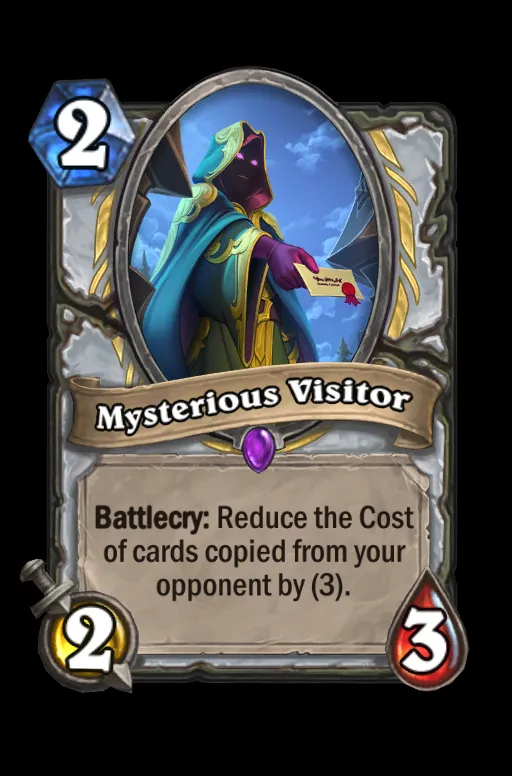 2
Mysterious Visitor
Battlecry: Reduce the Cost
of cards copied from your
opponent by (3).
2
3